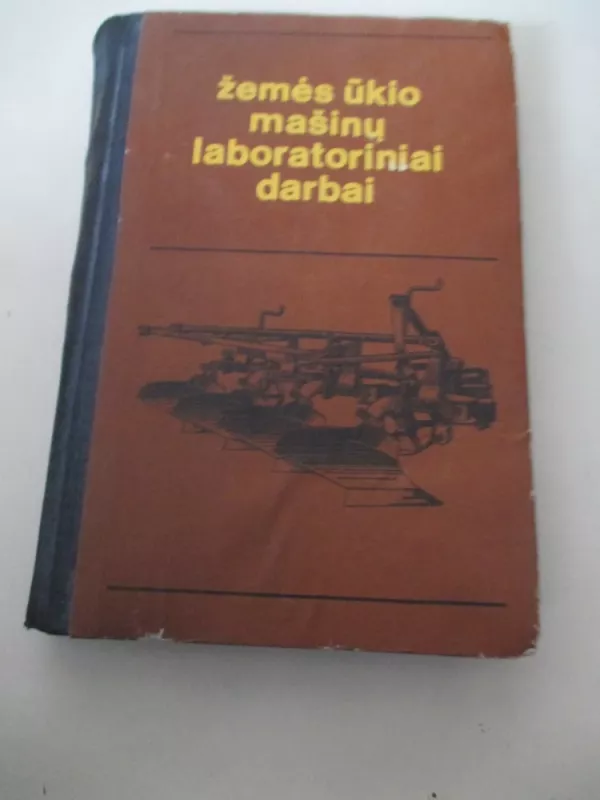 žemės ūkio
mašinų
laboratoriniai
darbai